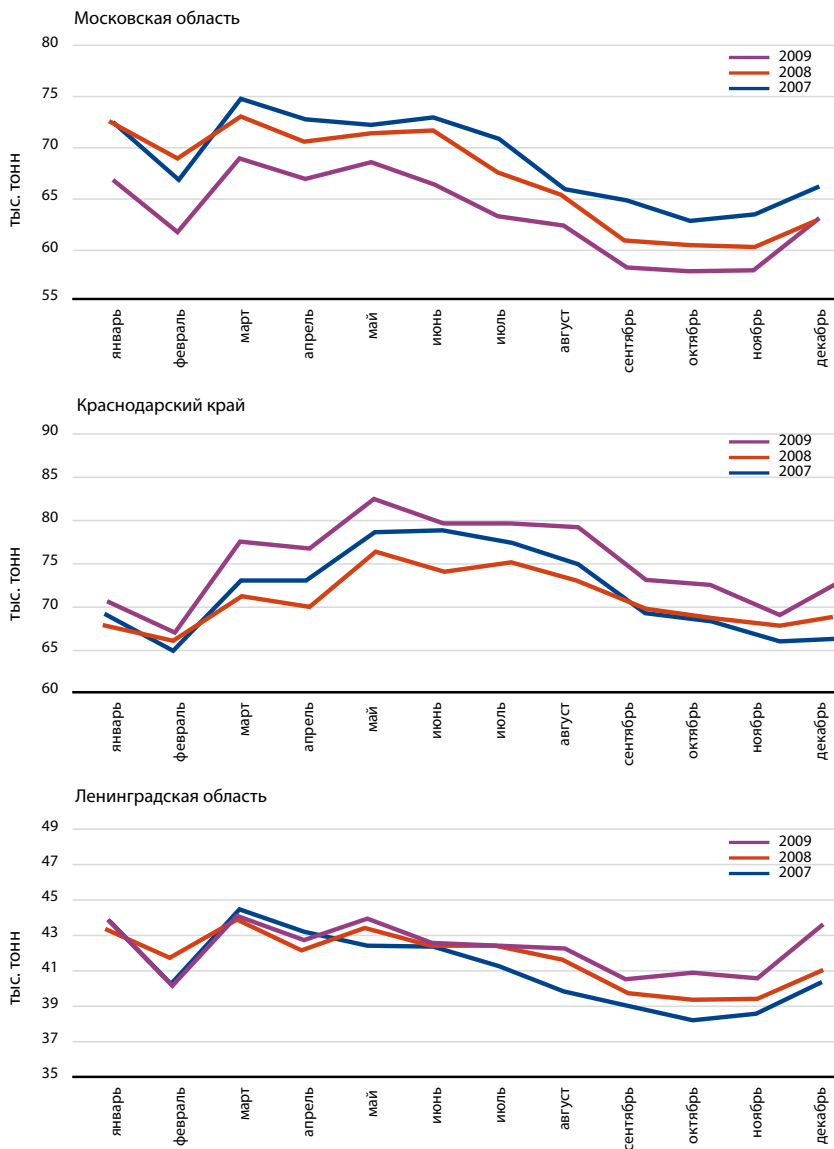 Московская область
80
75
70
65
60
55
тыс. тонн
2009
2008
2007
январь
февраль
март
апрель
май
июнь
июль
август
сентябрь
октябрь
ноябрь
декабрь
Краснодарский край
90
85
80
75
70
65
60
тыс. тонн
2009
2008
2007
январь
февраль
март
апрель
май
июнь
июль
август
сентябрь
октябрь
ноябрь
декабрь
Ленинградская область
49
47
45
43
41
39
37
35
тыс. тонн
2009
2008
2007
январь
февраль
март
апрель
май
июнь
июль
август
сентябрь
октябрь
ноябрь
декабрь